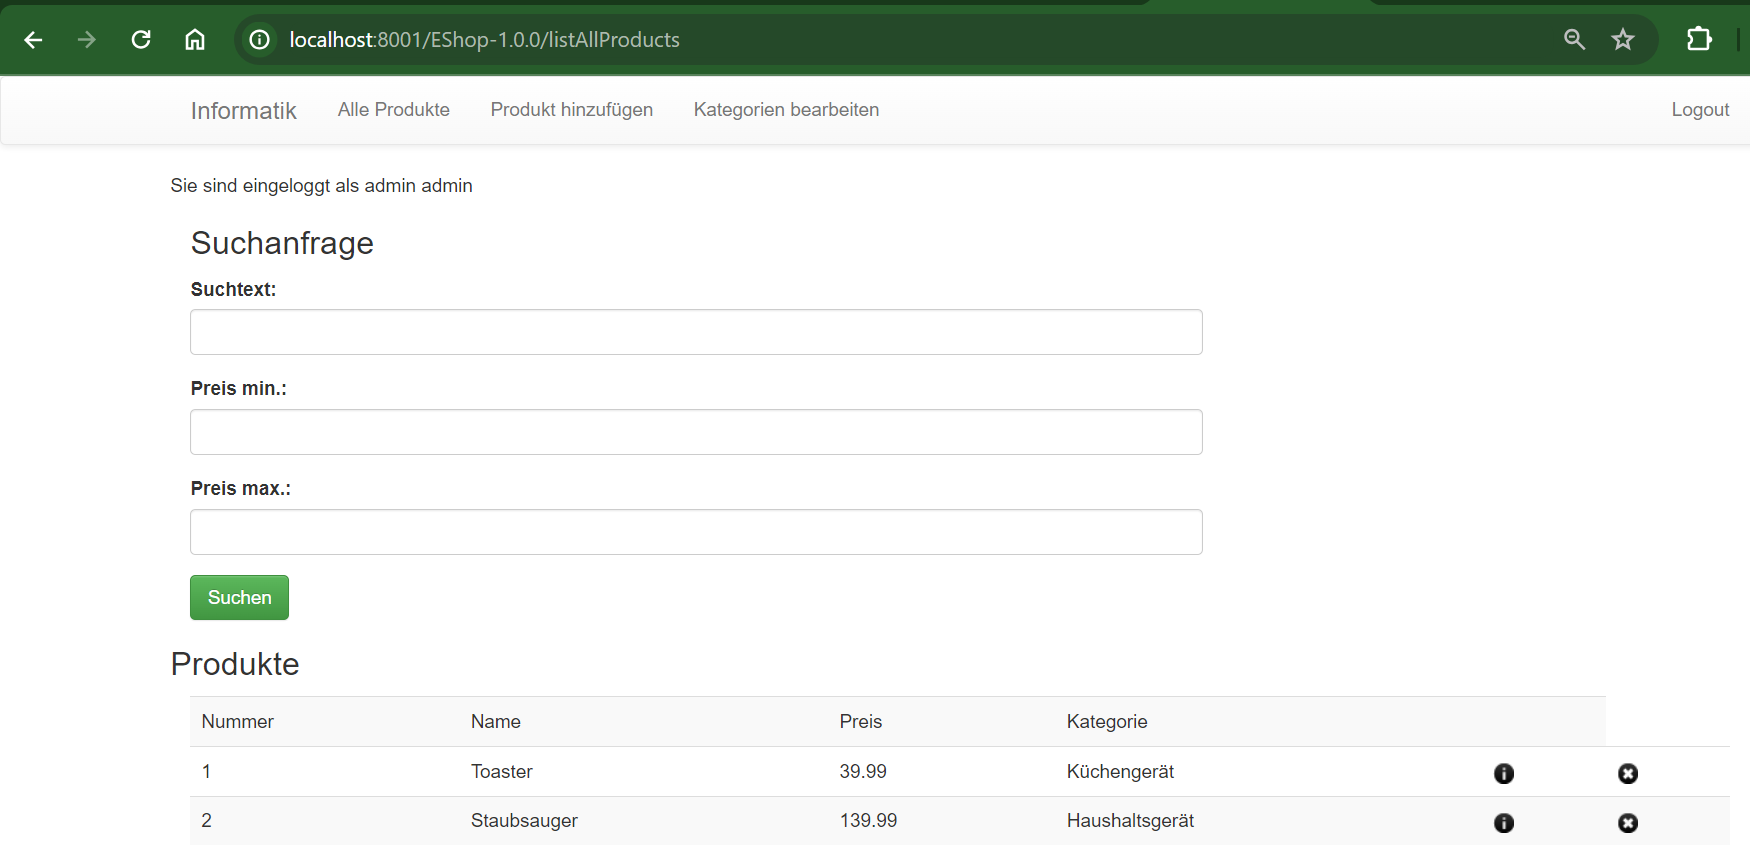 localhost:8001/EShop-1.0.0/listAllProducts
Informatik Alle Produkte Produkt hinzufügen Kategorien bearbeiten Logout
Sie sind eingeloggt als admin admin
Suchanfrage
Suchtext:
Preis min.:
Preis max.:
Suchen
Produkte
Nummer Name Preis Kategorie
1 Toaster 39.99 Küchengerät
2 Staubsauger 139.99 Haushaltsgerät